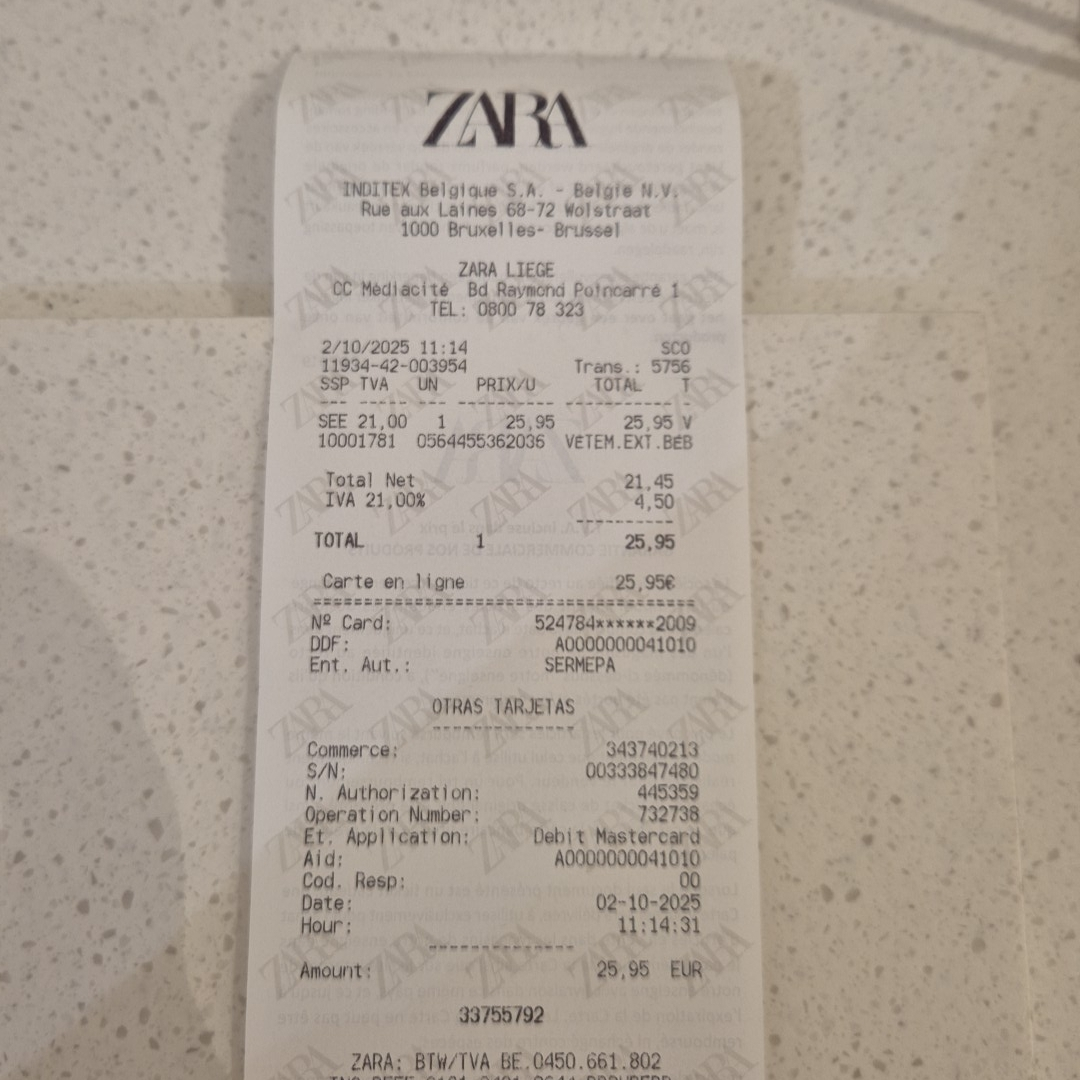 ZARA
INDITEX Belgique S.A. - Belgie N.V.
Rue aux Laines 68-72 Wolstraat
1000 Bruxelles- Brussel
ZARA LIEGE
CC Médiacité Bd Raymond Poincarré 1
TEL: 0800 78 323
2/10/2025 11:14 SCO
11934-42-003954 Trans.: 5756
SSP TVA UN PRIX/U TOTAL T
SEE 21,00 1 25,95 25,95 V
10001781 0564455362036 VÊTEM.EXT.BÉB
Total Net 21,45
IVA 21,00% 4,50
TOTAL 1 25,95
Carte en ligne 25,95€
Nº Card: 524784******2009
DDF: A0000000041010
Ent. Aut.: SERMEPA
OTRAS TARJETAS
Commerce: 343740213
S/N: 00333847480
N. Authorization: 445359
Operation Number: 732738
Et. Application: Debit Mastercard
Aid: A0000000041010
Cod. Resp: 00
Date: 02-10-2025
Hour: 11:14:31
Amount: 25,95 EUR
33755792
ZARA: BTW/TVA BE.0450.661.802